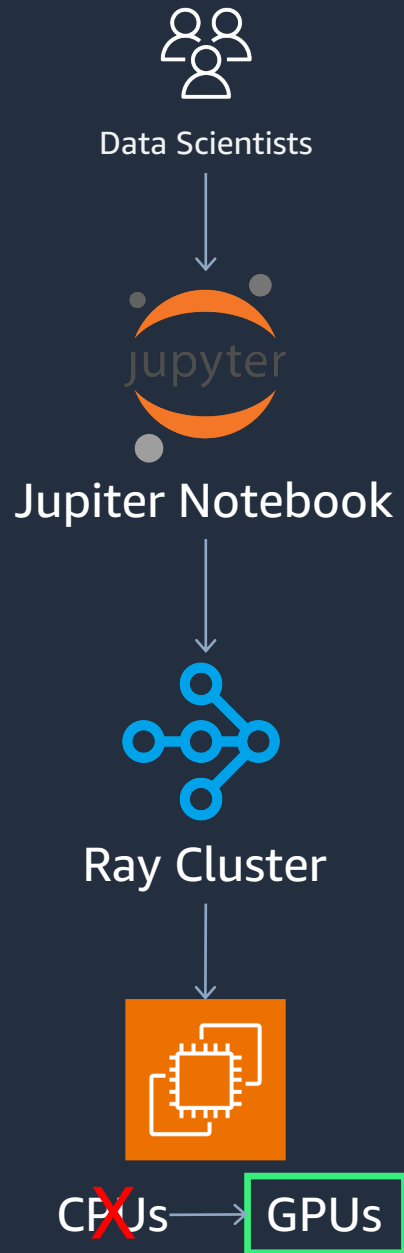 Data Scientists
jupyter
Jupiter Notebook
Ray Cluster
CPUs X GPUs